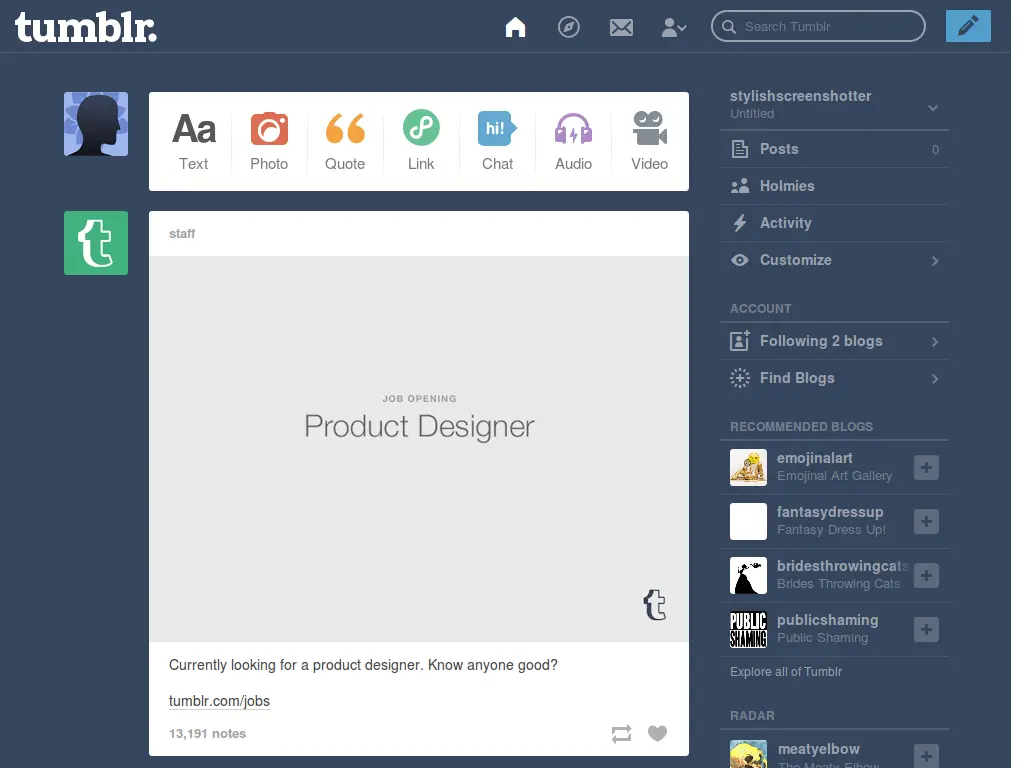 tumblr.
Search Tumblr
Aa
hi!
Text
Photo
Quote
Link
Chat
Audio
Video
staff
JOB OPENING
Product Designer
t
Currently looking for a product designer. Know anyone good?
tumblr.com/jobs
13,191 notes
stylishscreenshotter
Untitled
Posts 0
Holmies
Activity
Customize
ACCOUNT
Following 2 blogs
Find Blogs
RECOMMENDED BLOGS
emojinalart
Emojinal Art Gallery
fantasydressup
Fantasy Dress Up!
bridesthrowingcats
Brides Throwing Cats
PUBLIC
SHAMING
publicshaming
Public Shaming
Explore all of Tumblr
RADAR
meatyelbow
The Meaty Elbow